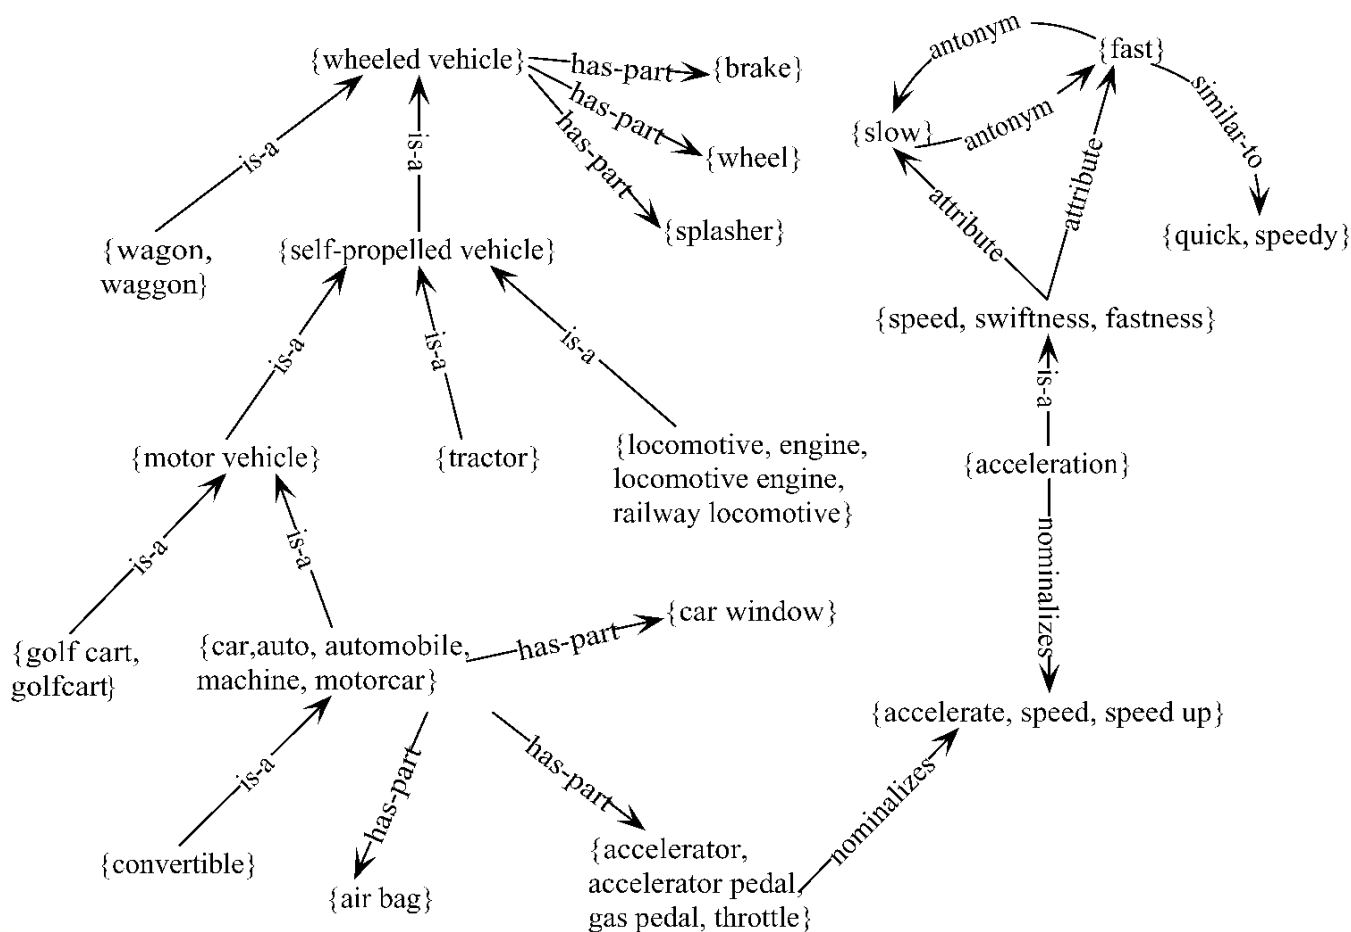 antonym
{fast}
{wheeled vehicle}
has-part
{brake}
similar-to
has-part
{slow}
antonym
is-a
is-a
has-part
{wheel}
attribute
attribute
{wagon,
waggon}
{self-propelled vehicle}
{splasher}
{quick, speedy}
{speed, swiftness, fastness}
is-a
is-a
is-a
is-a
{motor vehicle}
{tractor}
{locomotive, engine,
locomotive engine,
railway locomotive}
{acceleration}
is-a
is-a
nominalizes
{golf cart,
golfcart}
{car,auto, automobile,
machine, motorcar}
has-part
{car window}
{accelerate, speed, speed up}
is-a
has-part
has-part
nominalizes
{convertible}
{air bag}
{accelerator,
accelerator pedal,
gas pedal, throttle}